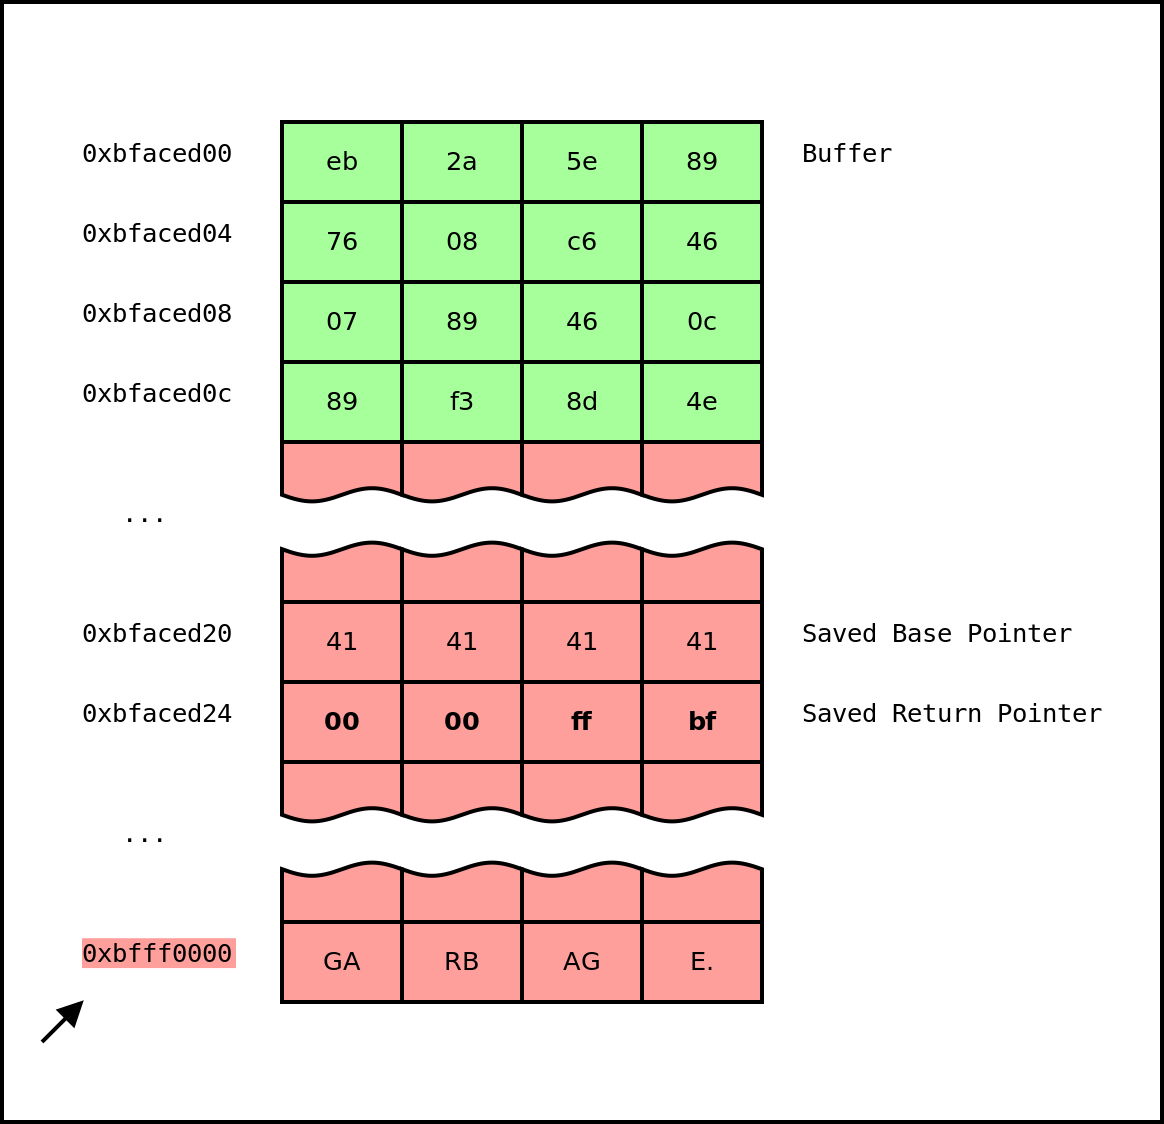 0xbfaced00 eb 2a 5e 89 Buffer
0xbfaced04 76 08 c6 46
0xbfaced08 07 89 46 0c
0xbfaced0c 89 f3 8d 4e
...
0xbfaced20 41 41 41 41 Saved Base Pointer
0xbfaced24 00 00 ff bf Saved Return Pointer
...
0xbfff0000 GA RB AG E.